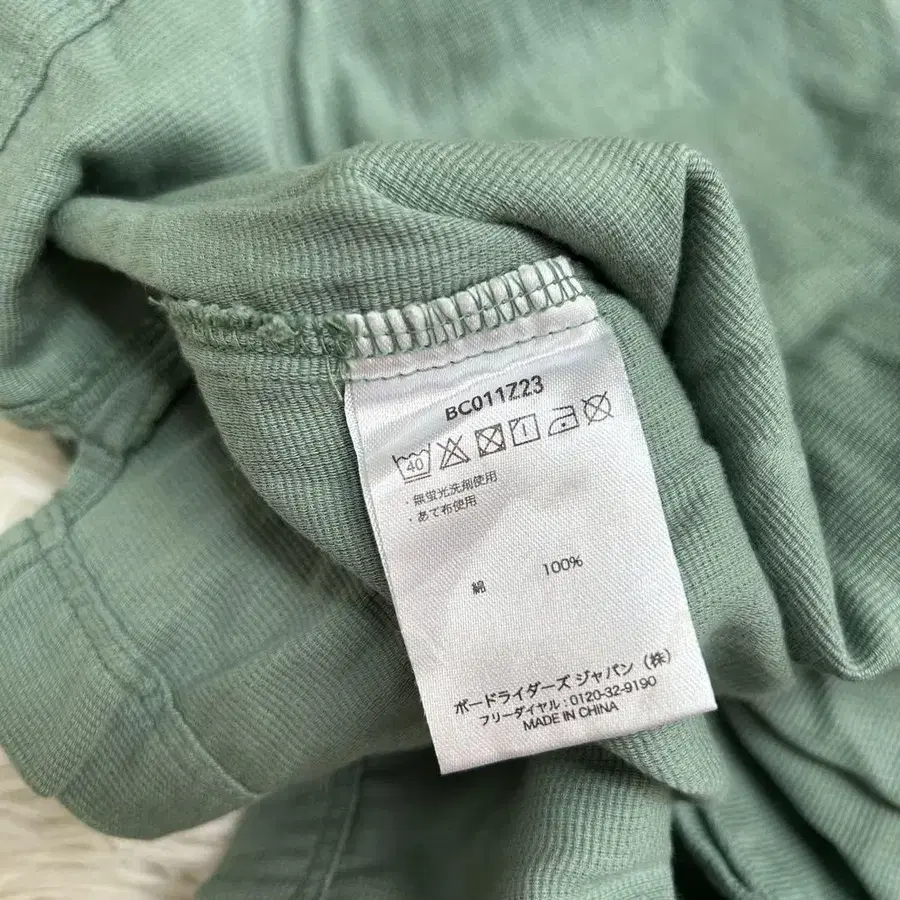 BC011Z23
40
・無蛍光洗剤使用
・あて布使用
綿 100%
ボードライダーズ ジャパン（株）
フリーダイヤル：0120-32-9190
MADE IN CHINA